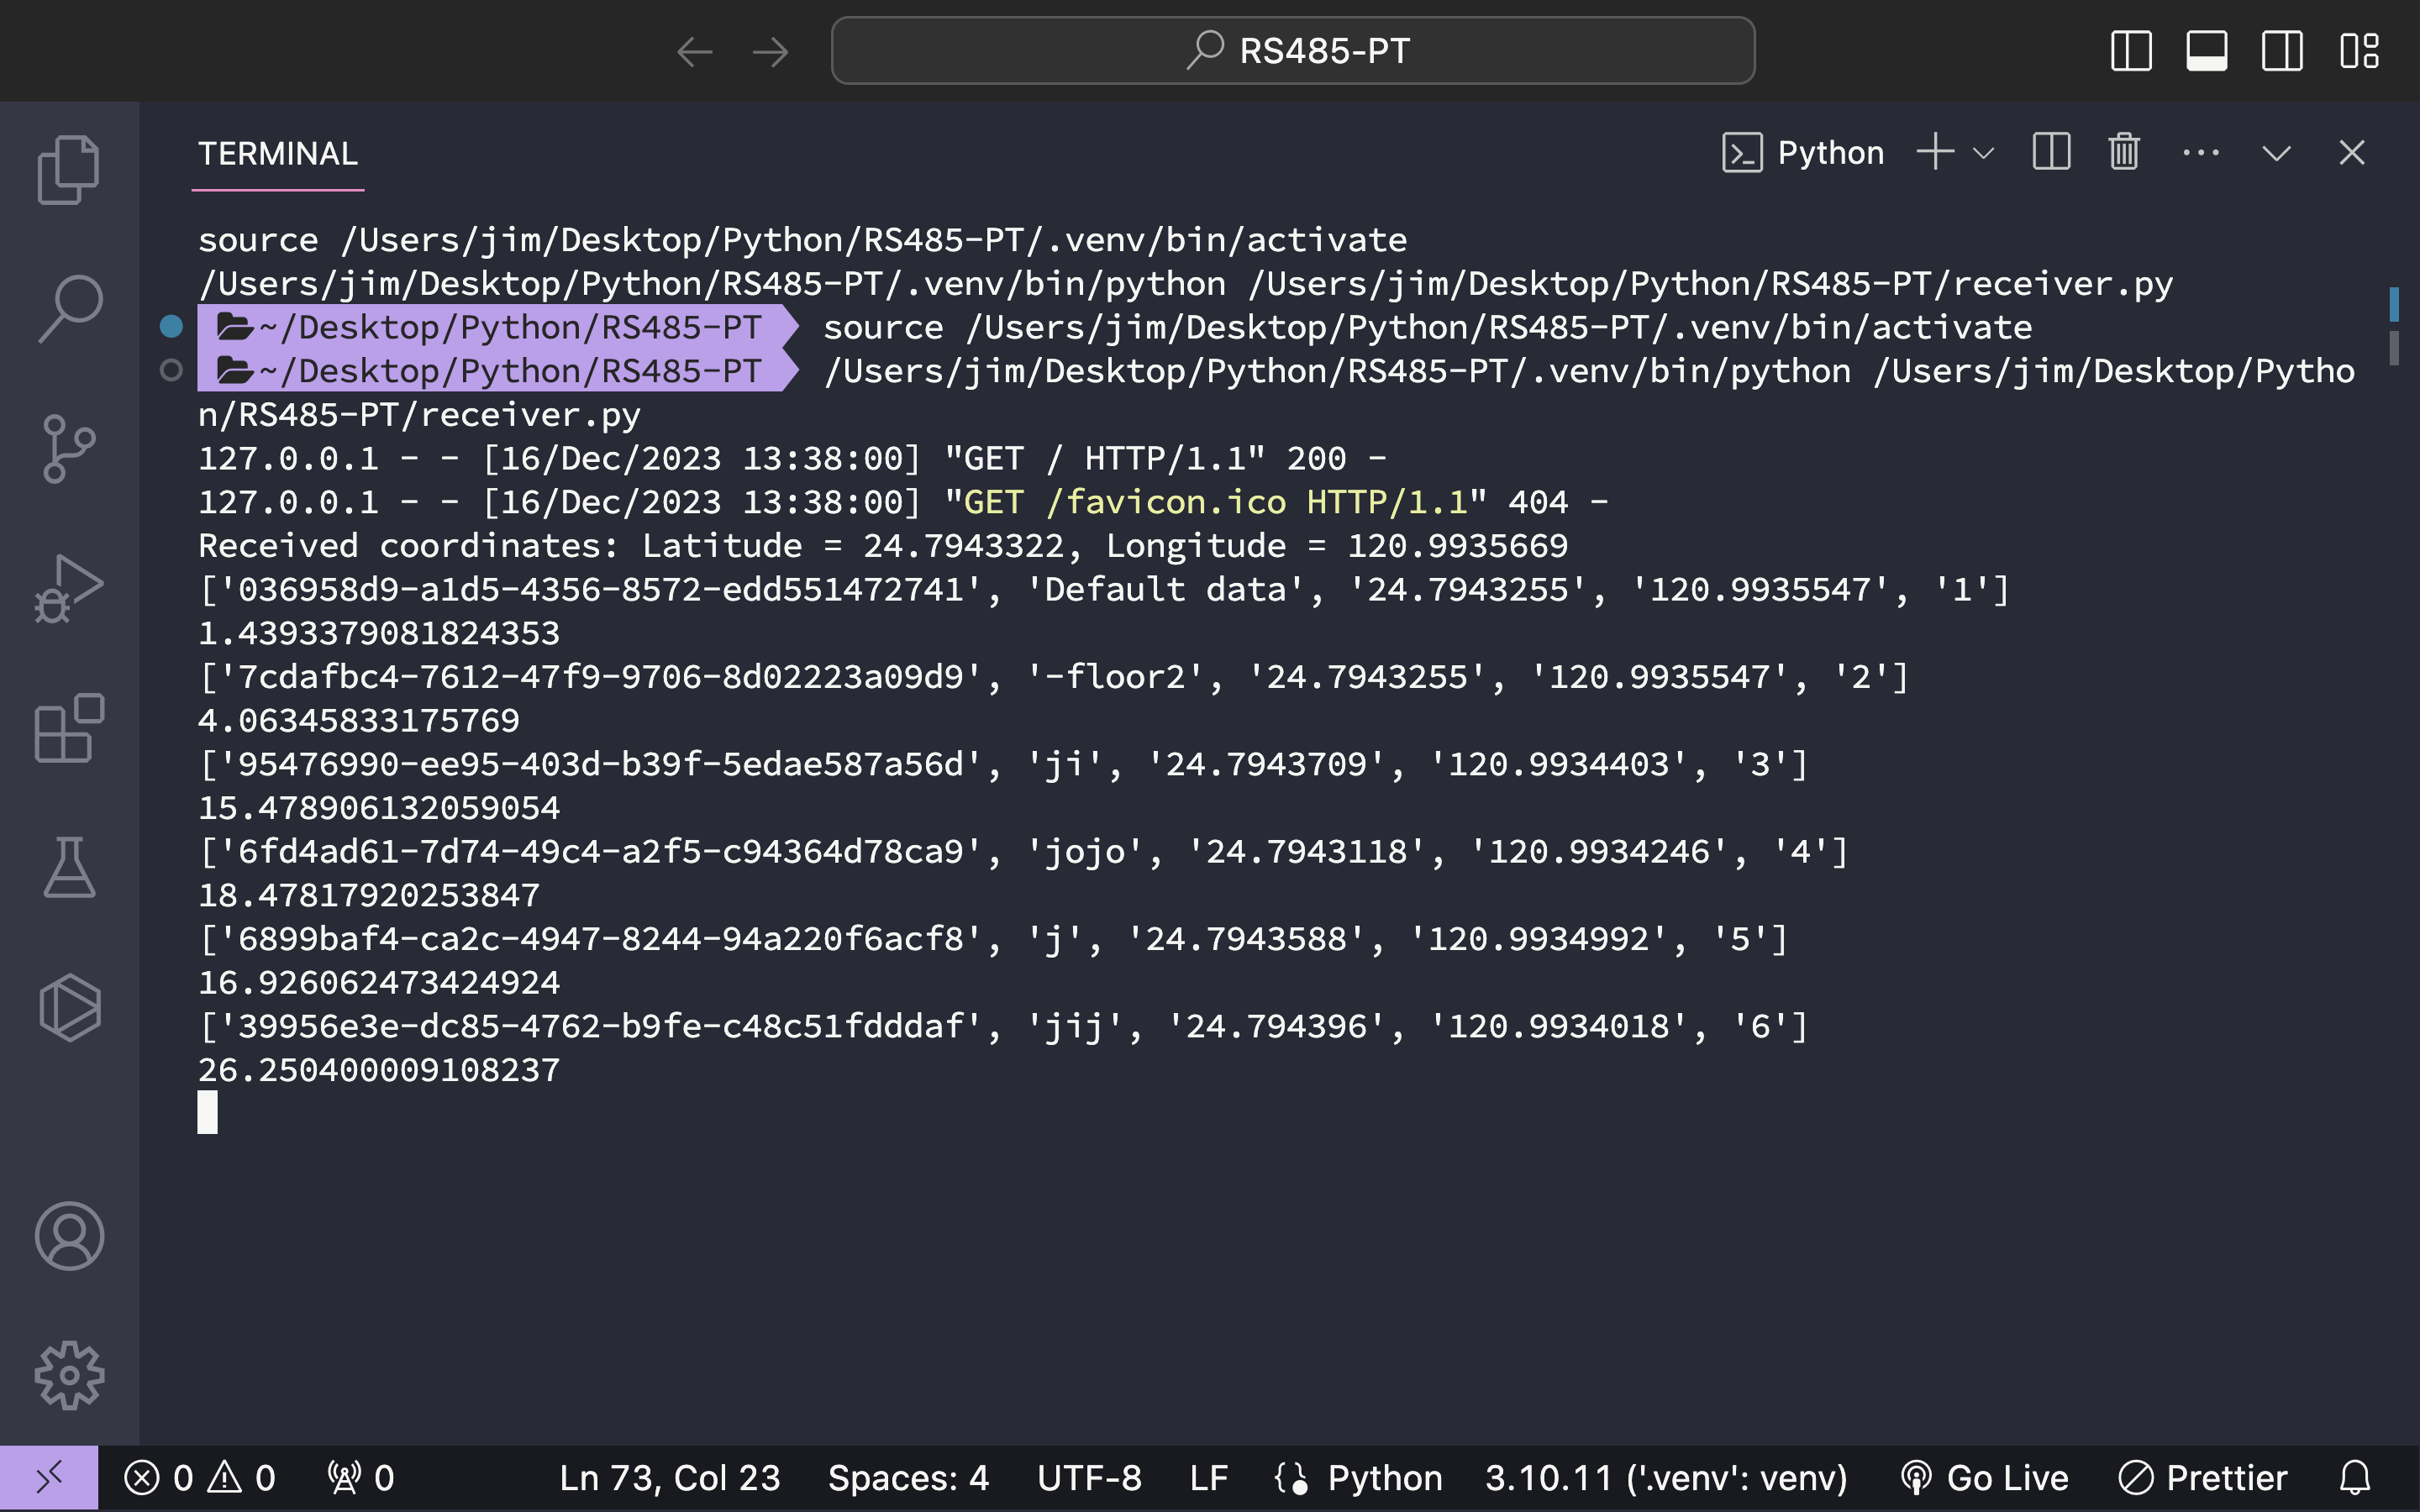 RS485-PT
TERMINAL
Python
source /Users/jim/Desktop/Python/RS485-PT/.venv/bin/activate
/Users/jim/Desktop/Python/RS485-PT/.venv/bin/python /Users/jim/Desktop/Python/RS485-PT/receiver.py
~/Desktop/Python/RS485-PT source /Users/jim/Desktop/Python/RS485-PT/.venv/bin/activate
~/Desktop/Python/RS485-PT /Users/jim/Desktop/Python/RS485-PT/.venv/bin/python /Users/jim/Desktop/Pytho
n/RS485-PT/receiver.py
127.0.0.1 - - [16/Dec/2023 13:38:00] "GET / HTTP/1.1" 200 -
127.0.0.1 - - [16/Dec/2023 13:38:00] "GET /favicon.ico HTTP/1.1" 404 -
Received coordinates: Latitude = 24.7943322, Longitude = 120.9935669
['036958d9-a1d5-4356-8572-edd551472741', 'Default data', '24.7943255', '120.9935547', '1']
1.4393379081824353
['7cdafbc4-7612-47f9-9706-8d02223a09d9', '-floor2', '24.7943255', '120.9935547', '2']
4.06345833175769
['95476990-ee95-403d-b39f-5edae587a56d', 'ji', '24.7943709', '120.9934403', '3']
15.478906132059054
['6fd4ad61-7d74-49c4-a2f5-c94364d78ca9', 'jojo', '24.7943118', '120.9934246', '4']
18.47817920253847
['6899baf4-ca2c-4947-8244-94a220f6acf8', 'j', '24.7943588', '120.9934992', '5']
16.926062473424924
['39956e3e-dc85-4762-b9fe-c48c51fdddaf', 'jij', '24.794396', '120.9934018', '6']
26.250400009108237
0 0 0 Ln 73, Col 23 Spaces: 4 UTF-8 LF Python 3.10.11 ('.venv': venv) Go Live Prettier